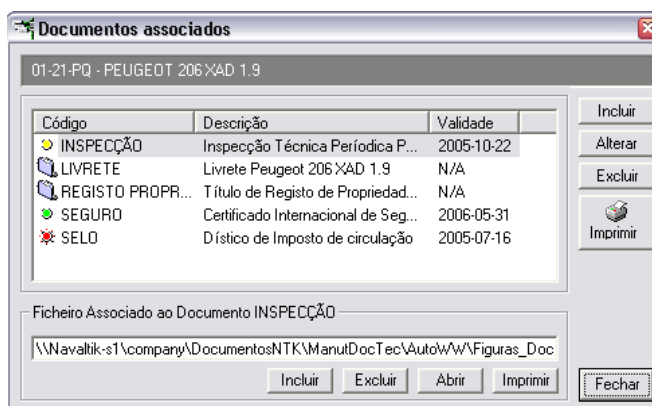 Documentos associados
01-21-PQ - PEUGEOT 206 XAD 1.9
Código Descrição Validade
INSPECÇÃO Inspecção Técnica Períodica P... 2005-10-22
LIVRETE Livrete Peugeot 206 XAD 1.9 N/A
REGISTO PROPR... Título de Registo de Propriedad... N/A
SEGURO Certificado Internacional de Seg... 2006-05-31
SELO Dístico de Imposto de circulação 2005-07-16
Incluir
Alterar
Excluir
Imprimir
Ficheiro Associado ao Documento INSPECÇÃO
\\Navaltik-s1\company\DocumentosNTK\ManutDocTec\AutoWW\Figuras_Doc
Incluir Excluir Abrir Imprimir
Fechar